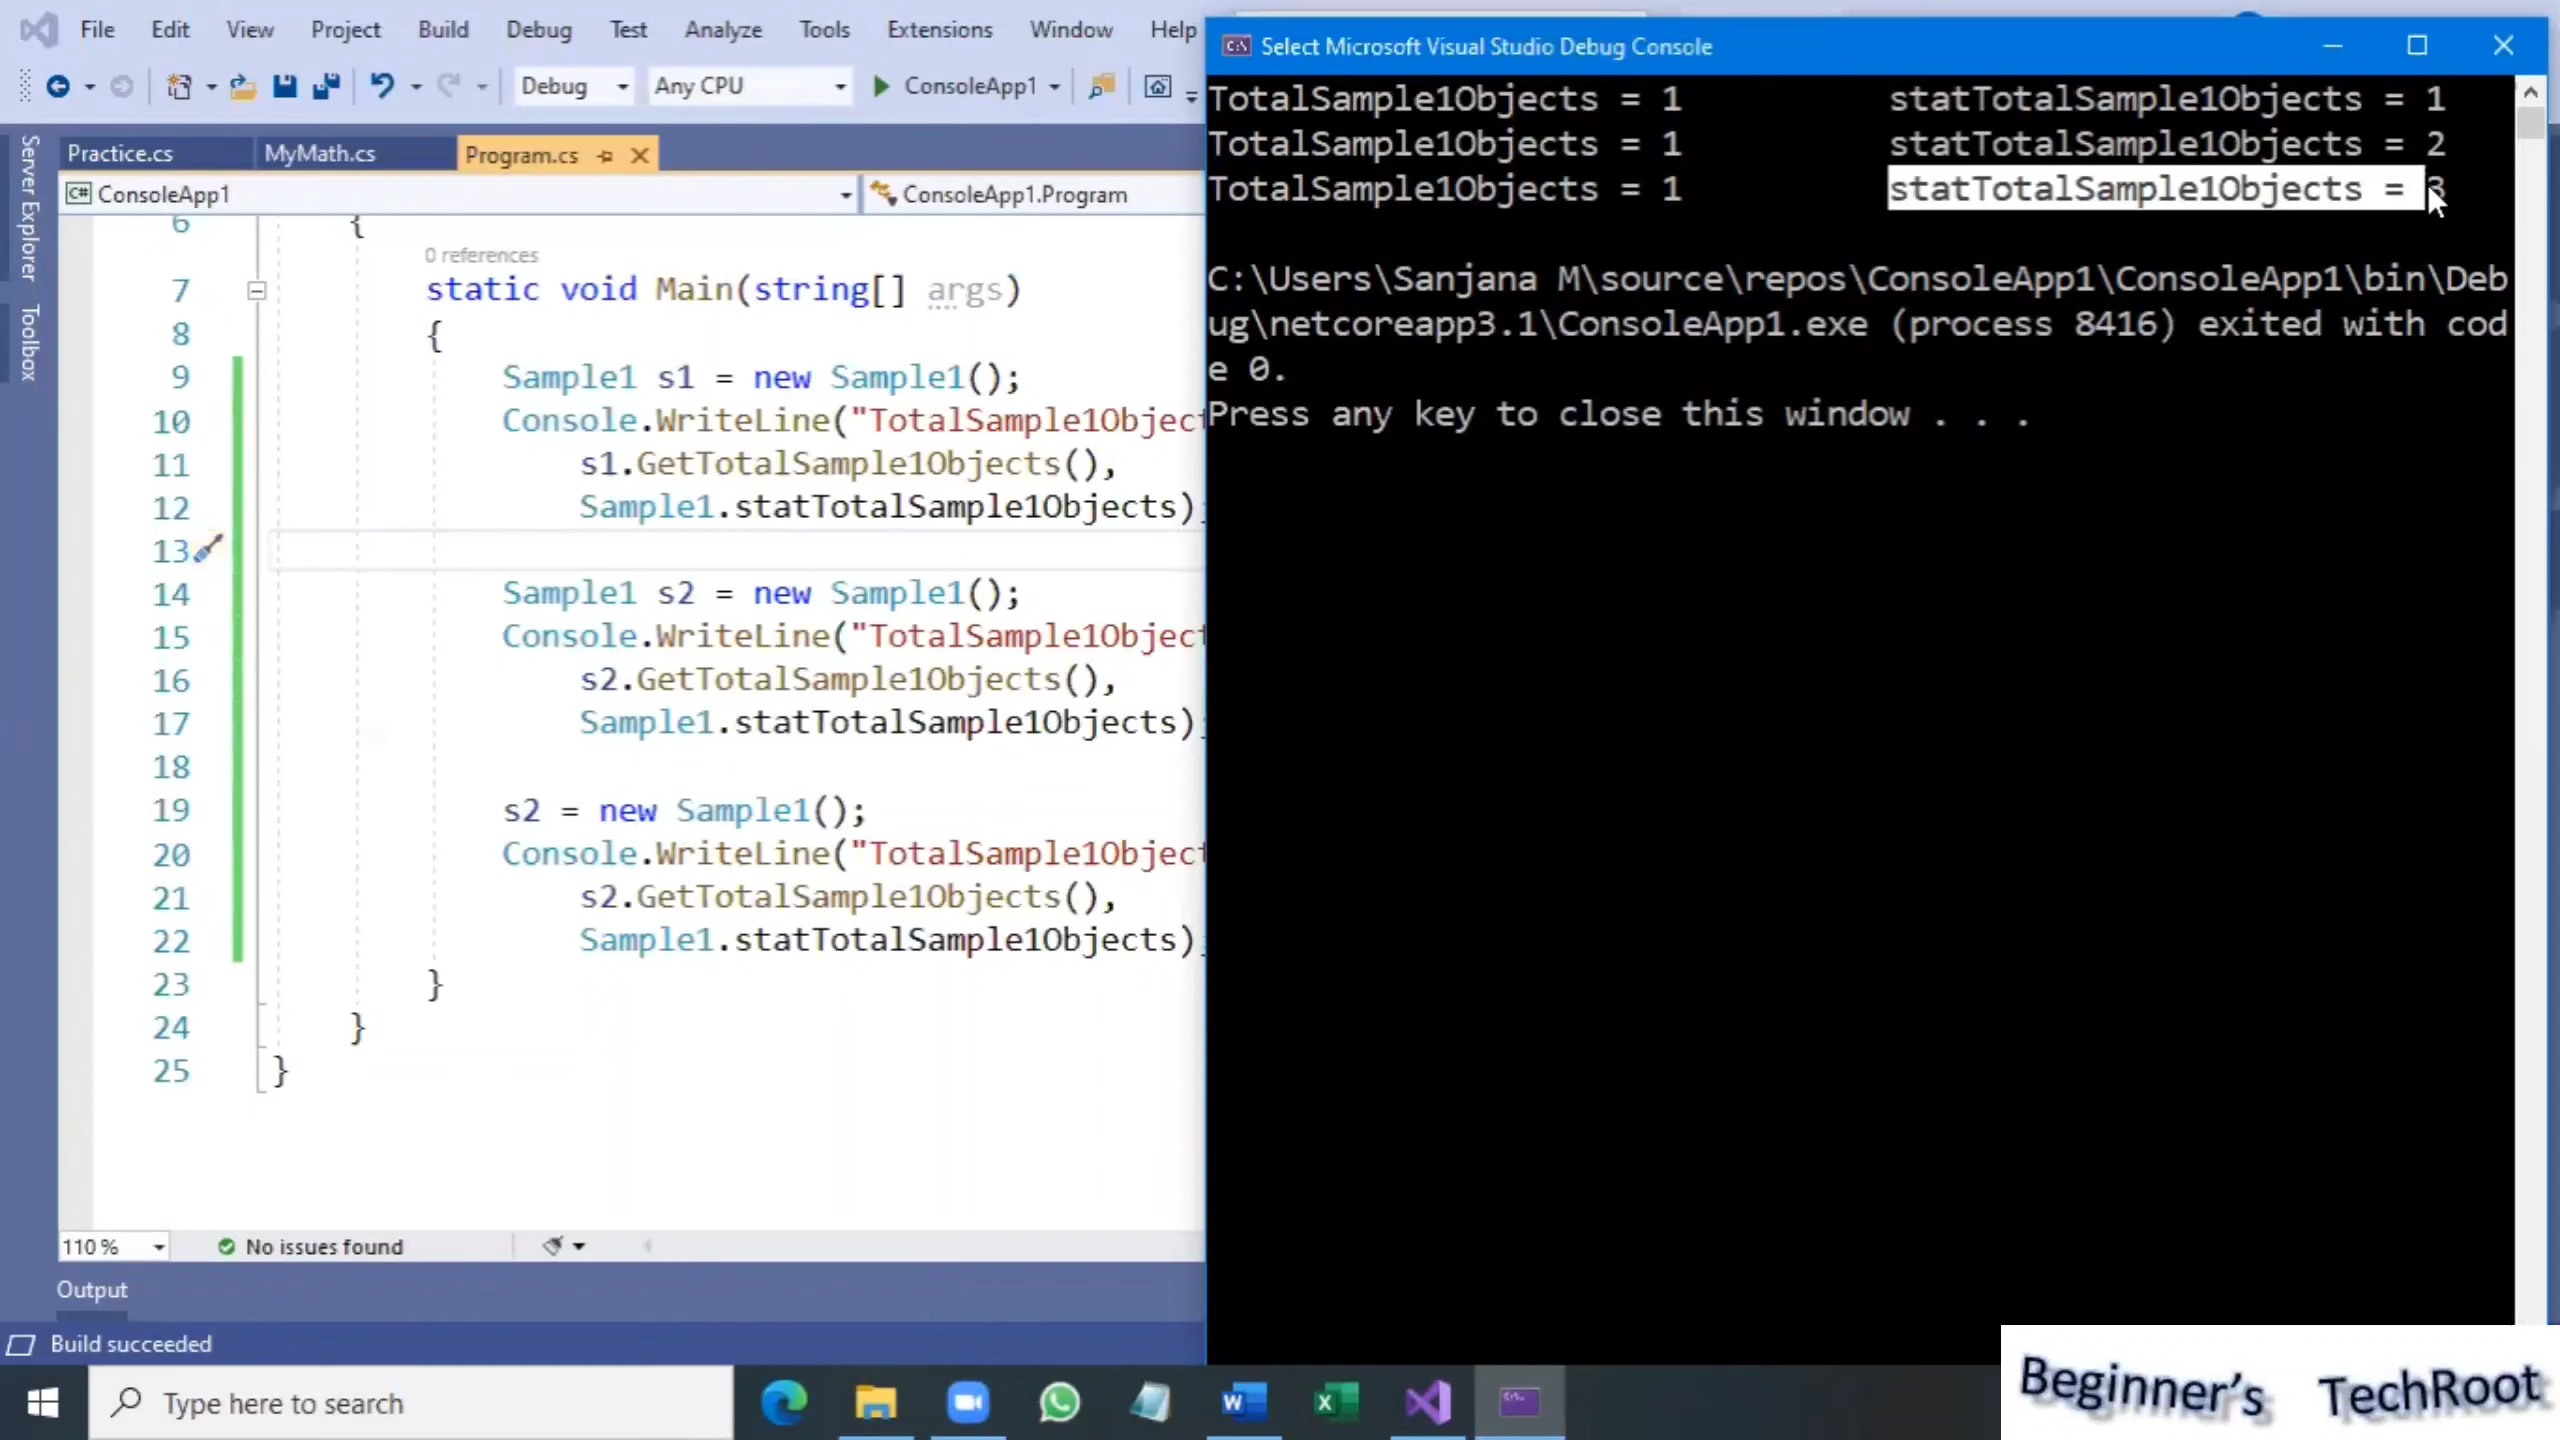 File Edit View Project Build Debug Test Analyze Tools Extensions Window Help
Debug Any CPU ConsoleApp1
Server Explorer
Toolbox
Practice.cs MyMath.cs Program.cs
ConsoleApp1 ConsoleApp1.Program
6 {
0 references
7 static void Main(string[] args)
8 {
9 Sample1 s1 = new Sample1();
10 Console.WriteLine("TotalSample1Object
11 s1.GetTotalSample1Objects(),
12 Sample1.statTotalSample1Objects);
13
14 Sample1 s2 = new Sample1();
15 Console.WriteLine("TotalSample1Object
16 s2.GetTotalSample1Objects(),
17 Sample1.statTotalSample1Objects);
18
19 s2 = new Sample1();
20 Console.WriteLine("TotalSample1Object
21 s2.GetTotalSample1Objects(),
22 Sample1.statTotalSample1Objects);
23 }
24 }
25 }
110 % No issues found
Output
Build succeeded
Select Microsoft Visual Studio Debug Console
TotalSample1Objects = 1 statTotalSample1Objects = 1
TotalSample1Objects = 1 statTotalSample1Objects = 2
TotalSample1Objects = 1 statTotalSample1Objects = 3
C:\Users\Sanjana M\source\repos\ConsoleApp1\ConsoleApp1\bin\Deb
ug\netcoreapp3.1\ConsoleApp1.exe (process 8416) exited with cod
e 0.
Press any key to close this window . . .
Type here to search
Beginner's TechRoot